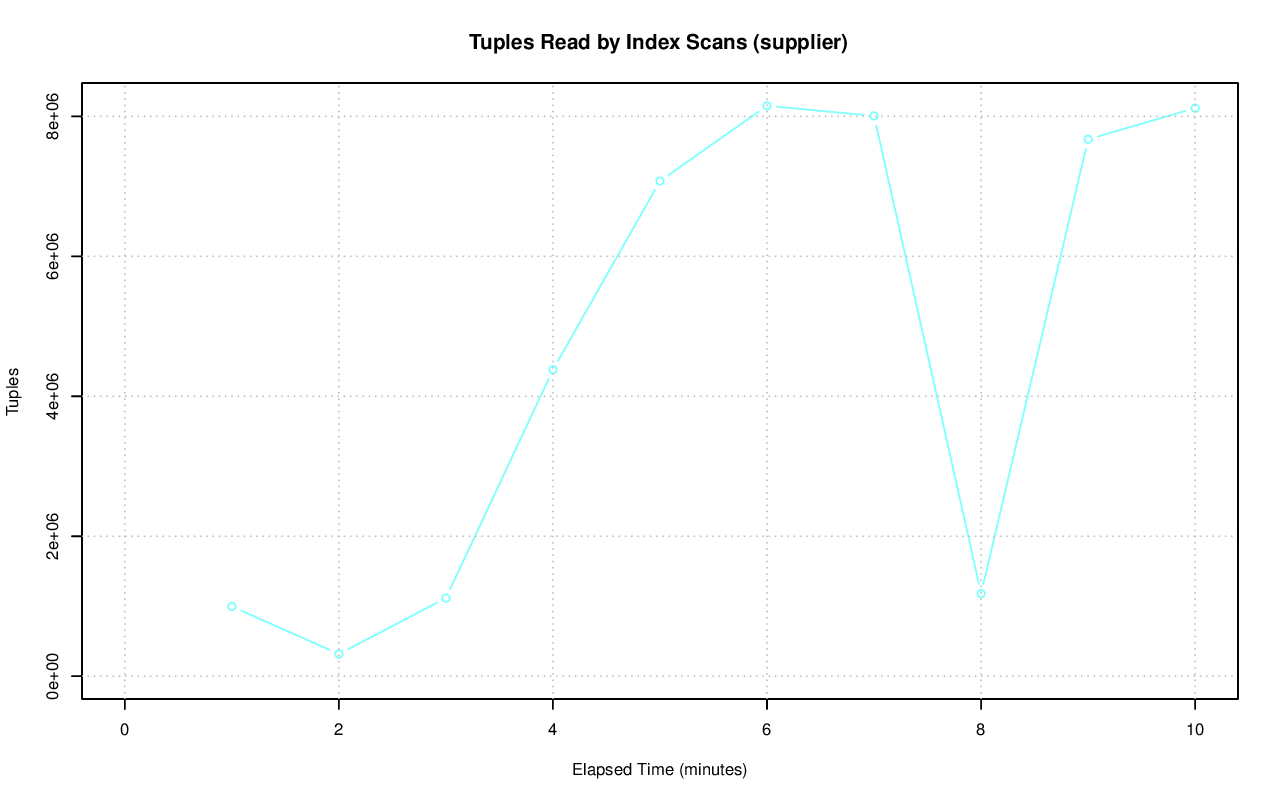 Tuples Read by Index Scans (supplier)
Tuples
8e+06
6e+06
4e+06
2e+06
0e+00
0 2 4 6 8 10
Elapsed Time (minutes)